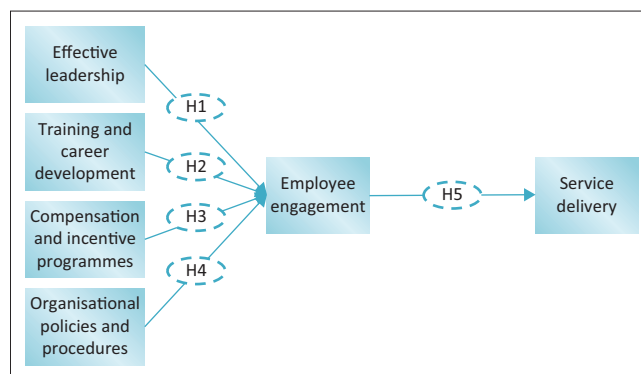 Effective
leadership
H1
Training and
career
development
H2
Compensation
and incentive
programmes
H3
Organisational
policies and
procedures
H4
Employee
engagement
H5
Service
delivery